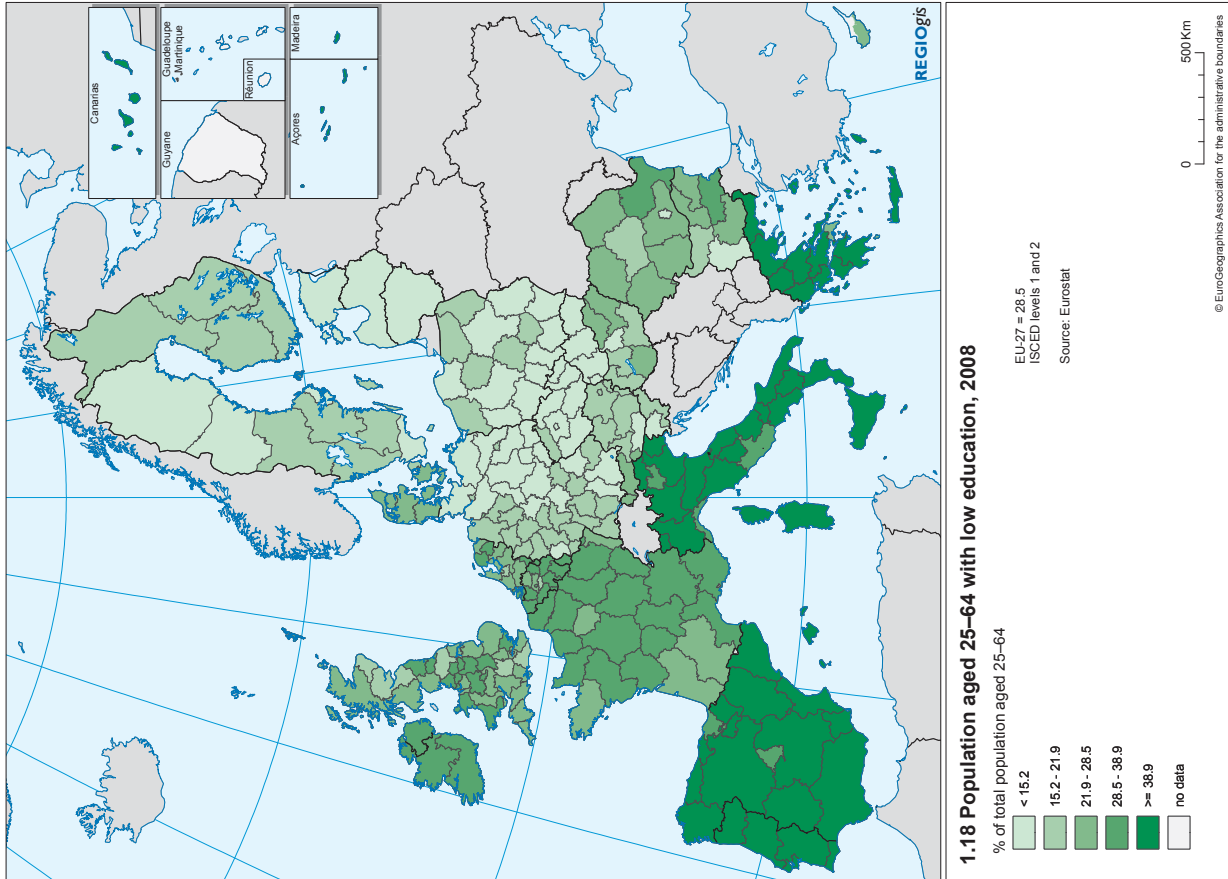 Canarias
Guyane
Guadeloupe
Martinique
Réunion
Açores
Madeira
REGIOgis
1.18 Population aged 25–64 with low education, 2008
% of total population aged 25–64
< 15.2
15.2 - 21.9
21.9 - 28.5
28.5 - 38.9
>= 38.9
no data
EU-27 = 28.5
ISCED levels 1 and 2
Source: Eurostat
0 500 Km
© EuroGeographics Association for the administrative boundaries